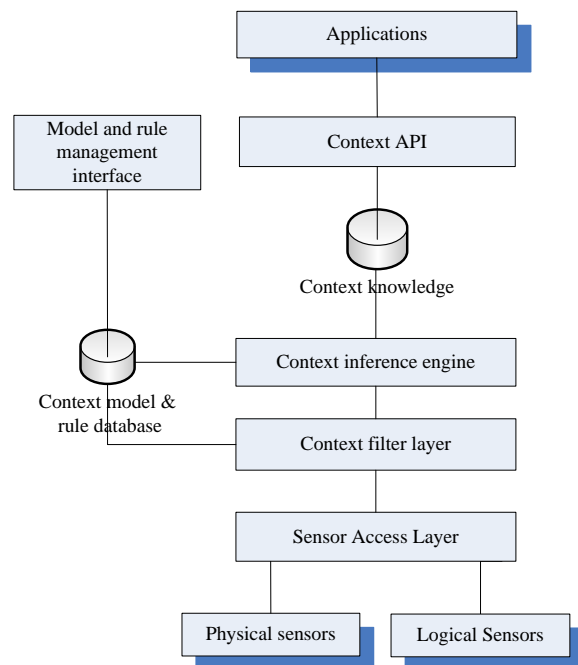 Applications
Model and rule
management
interface
Context API
Context knowledge
Context inference engine
Context model &
rule database
Context filter layer
Sensor Access Layer
Physical sensors
Logical Sensors